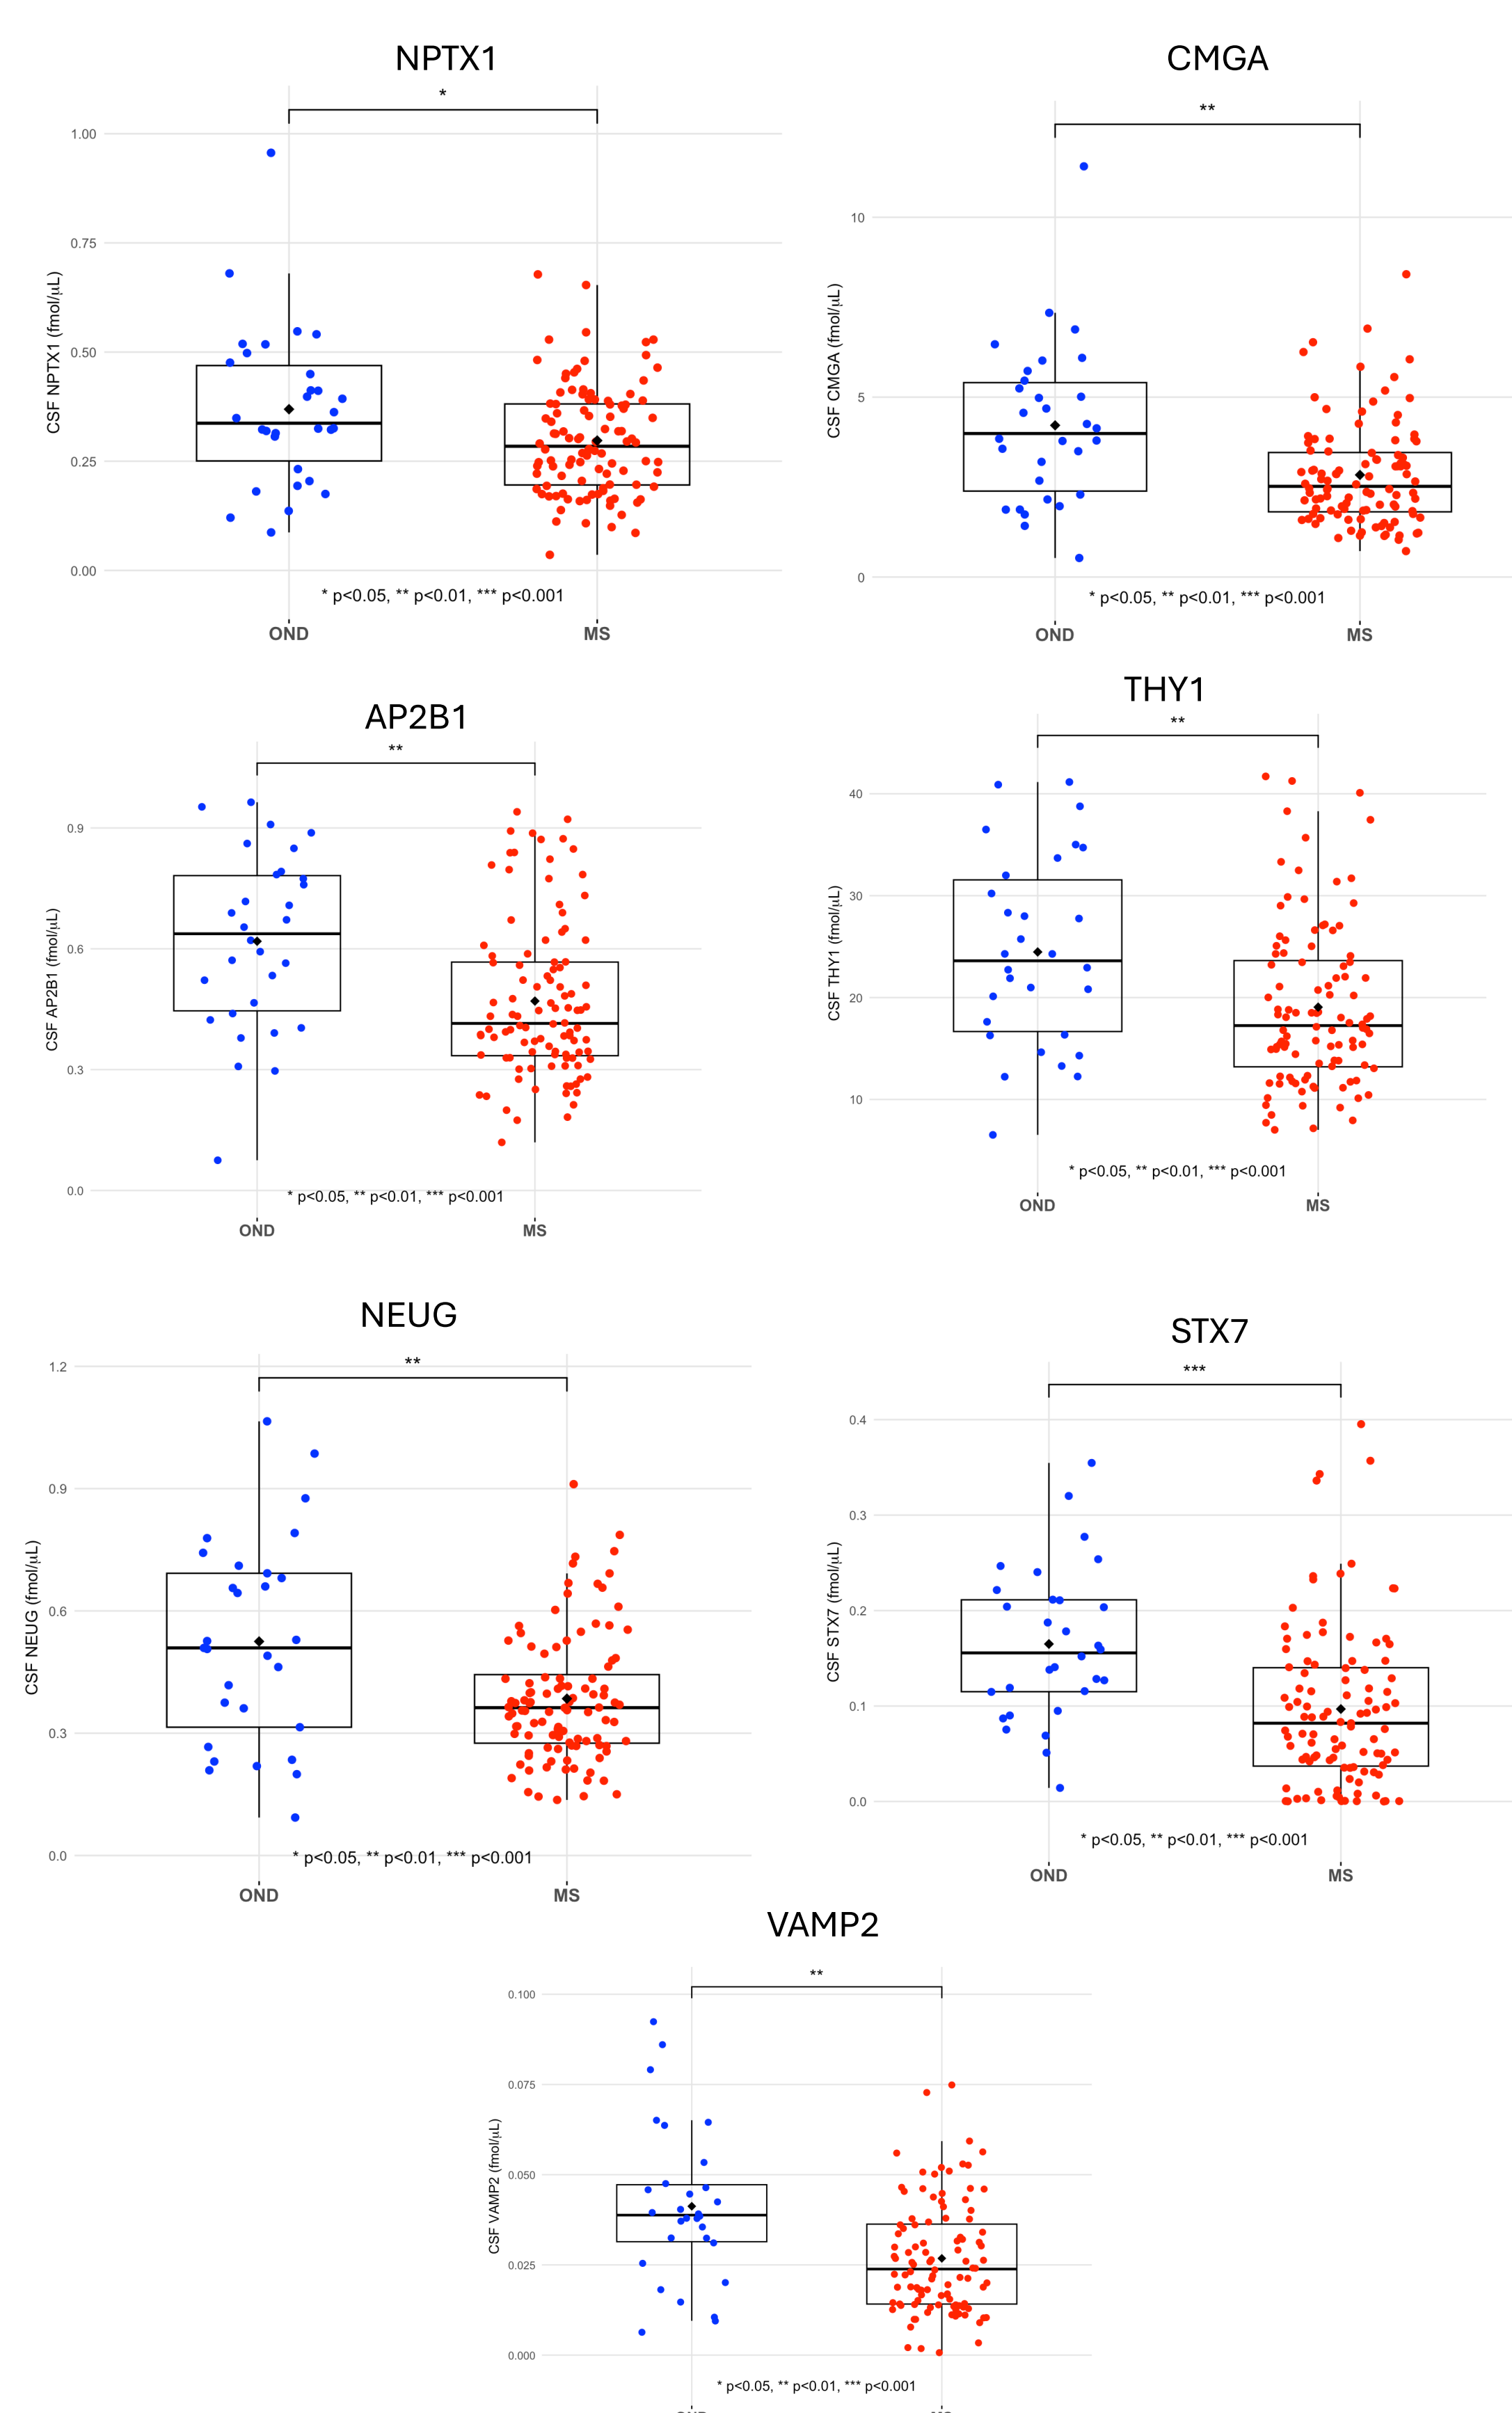 NPTX1
*
1.00
0.75
0.50
0.25
0.00
CSF NPTX1 (fmol/μL)
* p<0.05, ** p<0.01, *** p<0.001
OND MS
CMGA
**
10
5
0
CSF CMGA (fmol/μL)
* p<0.05, ** p<0.01, *** p<0.001
OND MS
AP2B1
**
0.9
0.6
0.3
0.0
CSF AP2B1 (fmol/μL)
* p<0.05, ** p<0.01, *** p<0.001
OND MS
THY1
**
40
30
20
10
CSF THY1 (fmol/μL)
* p<0.05, ** p<0.01, *** p<0.001
OND MS
NEUG
**
1.2
0.9
0.6
0.3
0.0
CSF NEUG (fmol/μL)
* p<0.05, ** p<0.01, *** p<0.001
OND MS
STX7
***
0.4
0.3
0.2
0.1
0.0
CSF STX7 (fmol/μL)
* p<0.05, ** p<0.01, *** p<0.001
OND MS
VAMP2
**
0.100
0.075
0.050
0.025
0.000
CSF VAMP2 (fmol/μL)
* p<0.05, ** p<0.01, *** p<0.001